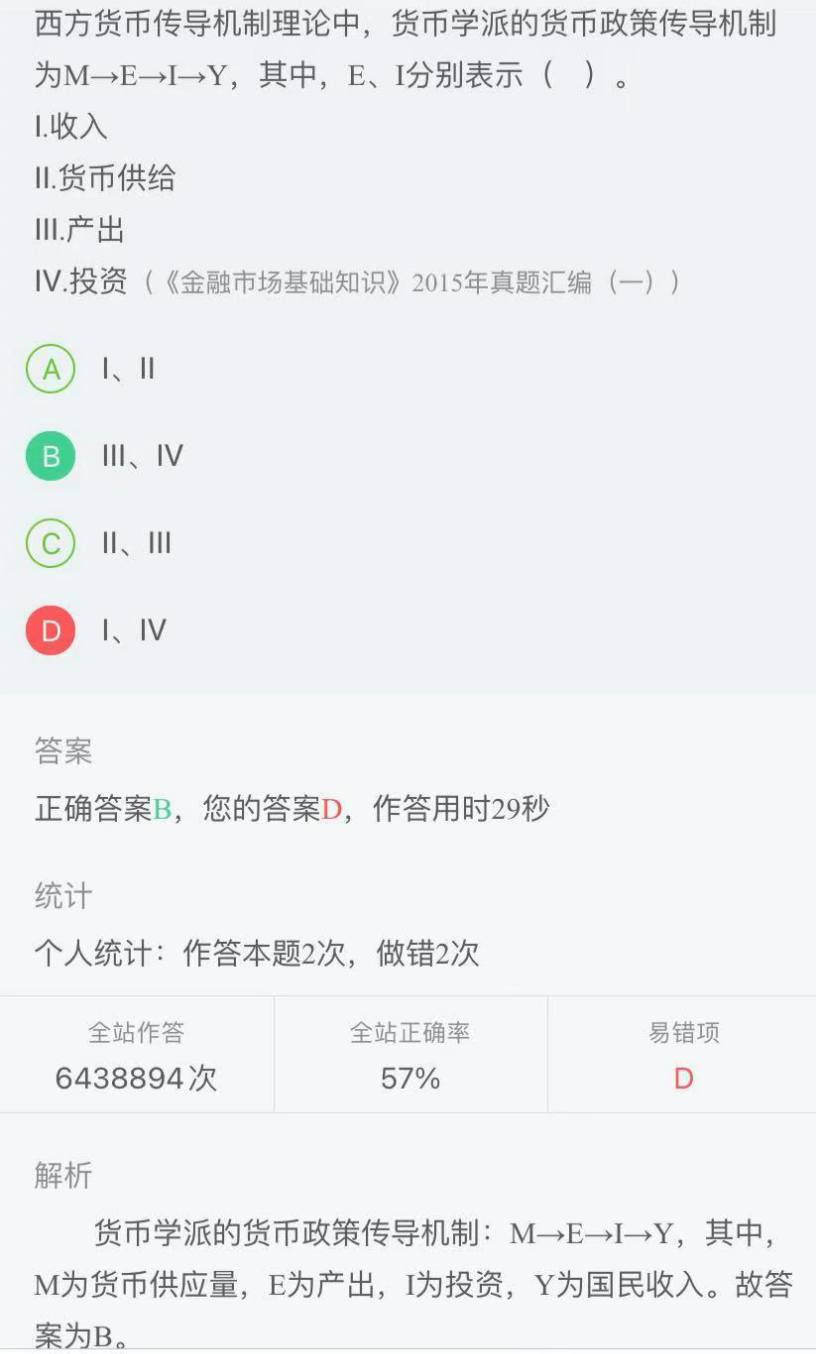 西方货币传导机制理论中，货币学派的货币政策传导机制
为M→E→I→Y，其中，E、I分别表示（ ）。
I.收入
II.货币供给
III.产出
IV.投资（《金融市场基础知识》2015年真题汇编（一））
A I、II
B III、IV
C II、III
D I、IV
答案
正确答案B，您的答案D，作答用时29秒
统计
个人统计：作答本题2次，做错2次
全站作答 全站正确率 易错项
6438894次 57% D
解析
货币学派的货币政策传导机制：M→E→I→Y，其中，
M为货币供应量，E为产出，I为投资，Y为国民收入。故答
案为B。